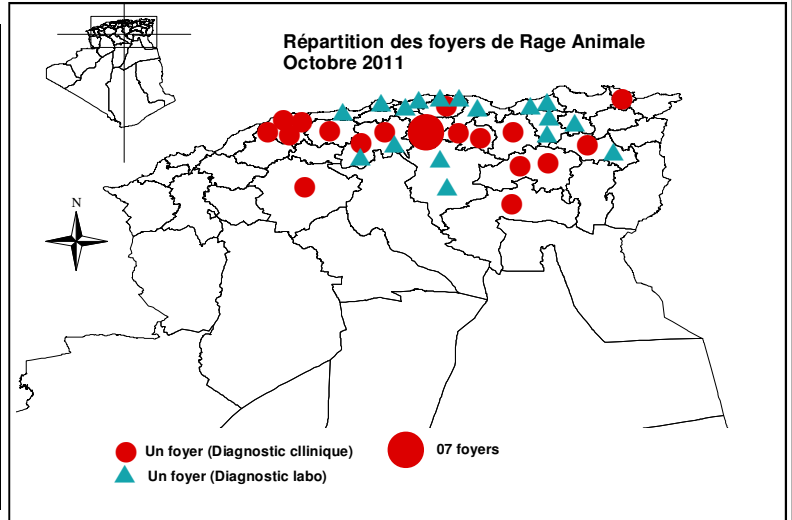 Répartition des foyers de Rage Animale
Octobre 2011
N
Un foyer (Diagnostic cllinique)
07 foyers
Un foyer (Diagnostic labo)